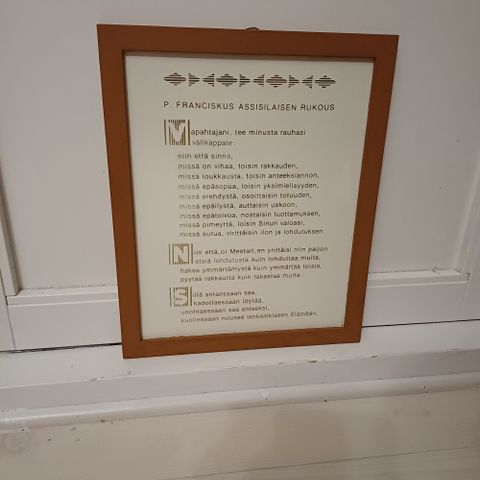 P. FRANCISKUS ASSISILAISEN RUKOUS
Vapahtajani, tee minusta rauhasi
välikappale:
niin että sinne,
missä on vihaa, toisin rakkauden,
missä loukkausta, toisin anteeksiannon,
missä epäsopua, loisin yksimielisyyden,
missä erehdystä, osoittaisin totuuden,
missä epäilystä, auttaisin uskoon,
missä epätoivoa, nostaisin luottamuksen,
missä pimeyttä, loisin Sinun valoasi,
missä surua, virittäisin ilon ja lohdutuksen.
Niin että, oi Mestari, en yrittäisi niin paljon
etsiä lohdutusta kuin lohduttaa muita,
hakea ymmärtämystä kuin ymmärtää toisia,
pyytää rakkautta kuin rakastaa muita.
Sillä antaessaan saa,
kadottaessaan löytää,
unohtaessaan saa anteeksi,
kuollessaan nousee iankaikkiseen Elämään.